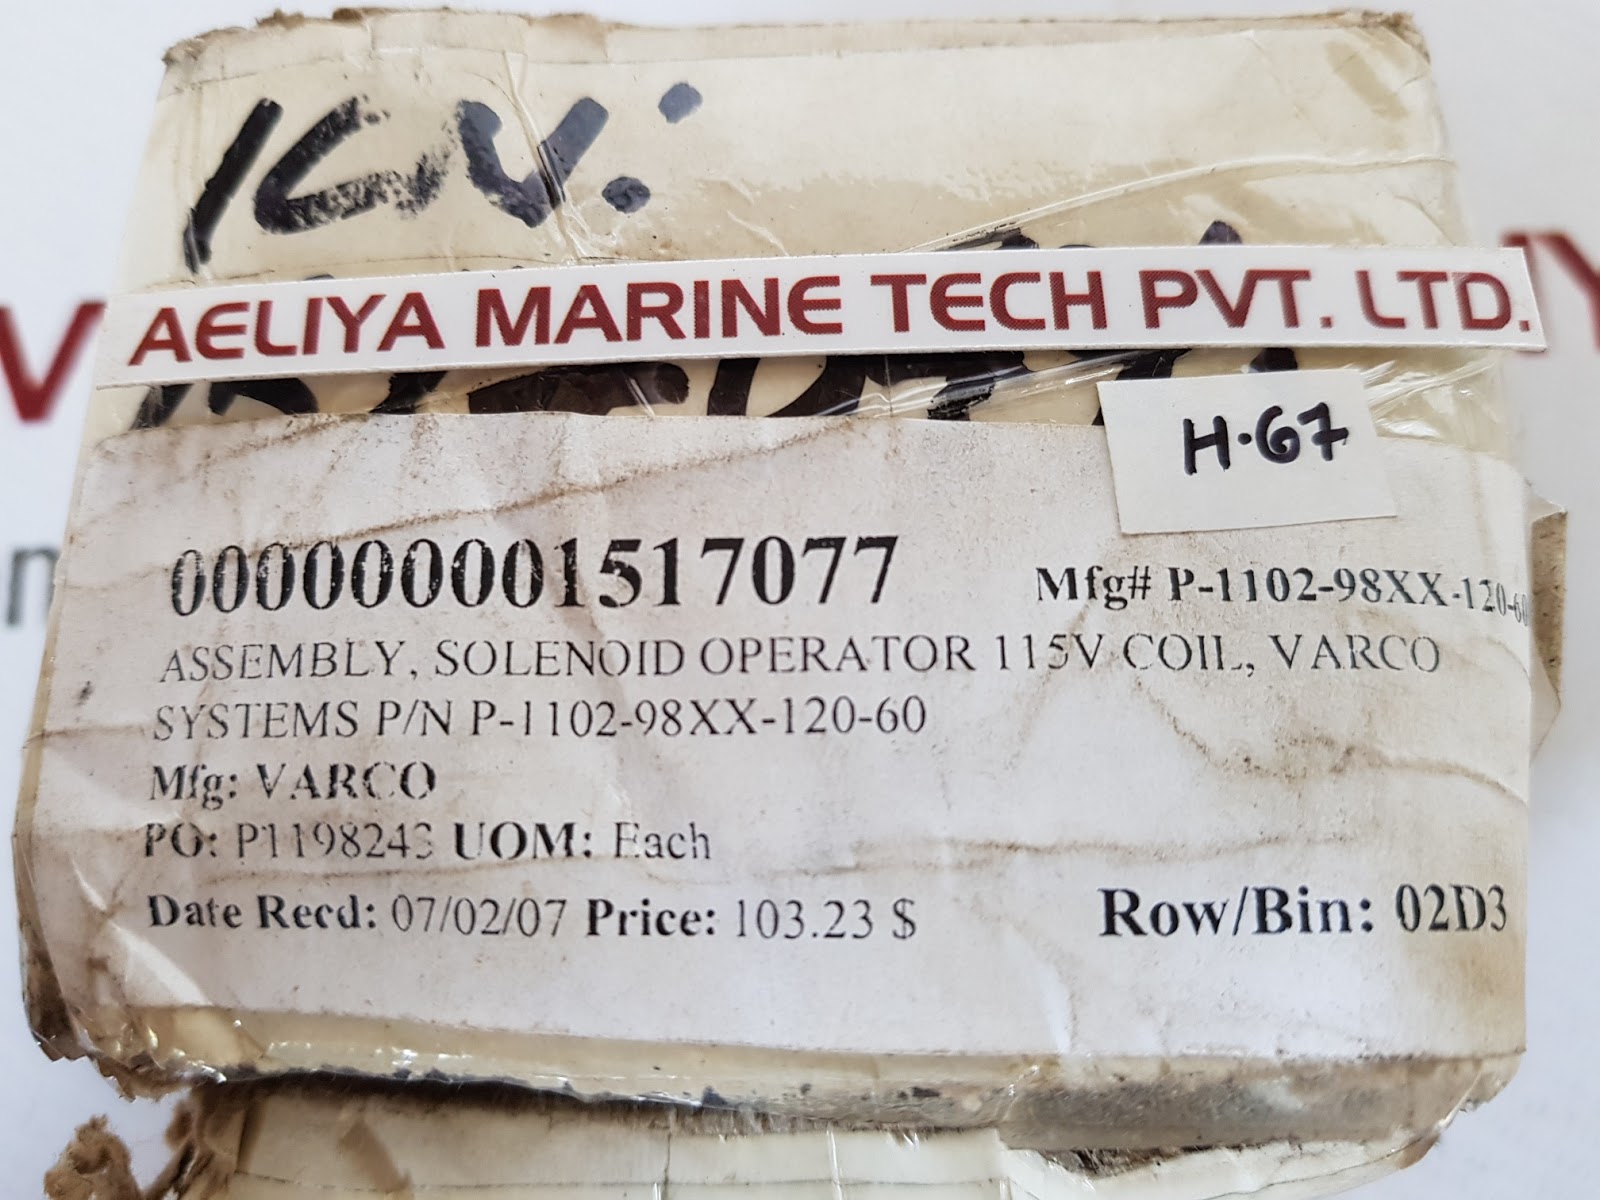 ICN:
AELIYA MARINE TECH PVT. LTD.
H-67
000000001517077 Mfg# P-1102-98XX-120-60
ASSEMBLY, SOLENOID OPERATOR 115V COIL, VARCO
SYSTEMS P/N P-1102-98XX-120-60
Mfg: VARCO
PO: P1198243 UOM: Each
Date Recd: 07/02/07 Price: 103.23 $
Row/Bin: 02D3